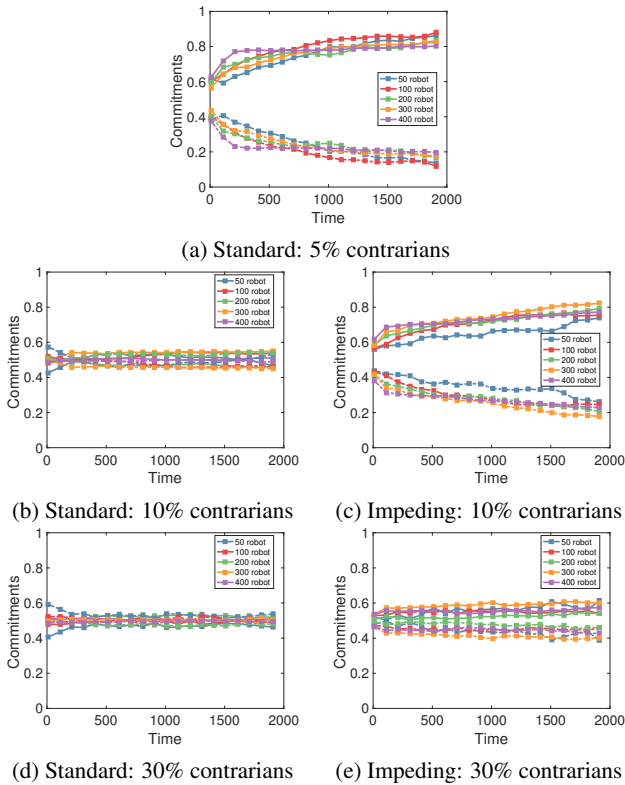 1
0.8
0.6
0.4
0.2
0
Commitments
50 robot
100 robot
200 robot
300 robot
400 robot
0 500 1000 1500 2000
Time
(a) Standard: 5% contrarians
1
0.8
0.6
0.4
0.2
0
Commitments
50 robot
100 robot
200 robot
300 robot
400 robot
0 500 1000 1500 2000
Time
(b) Standard: 10% contrarians
1
0.8
0.6
0.4
0.2
0
Commitments
50 robot
100 robot
200 robot
300 robot
400 robot
0 500 1000 1500 2000
Time
(c) Impeding: 10% contrarians
1
0.8
0.6
0.4
0.2
0
Commitments
50 robot
100 robot
200 robot
300 robot
400 robot
0 500 1000 1500 2000
Time
(d) Standard: 30% contrarians
1
0.8
0.6
0.4
0.2
0
Commitments
50 robot
100 robot
200 robot
300 robot
400 robot
0 500 1000 1500 2000
Time
(e) Impeding: 30% contrarians